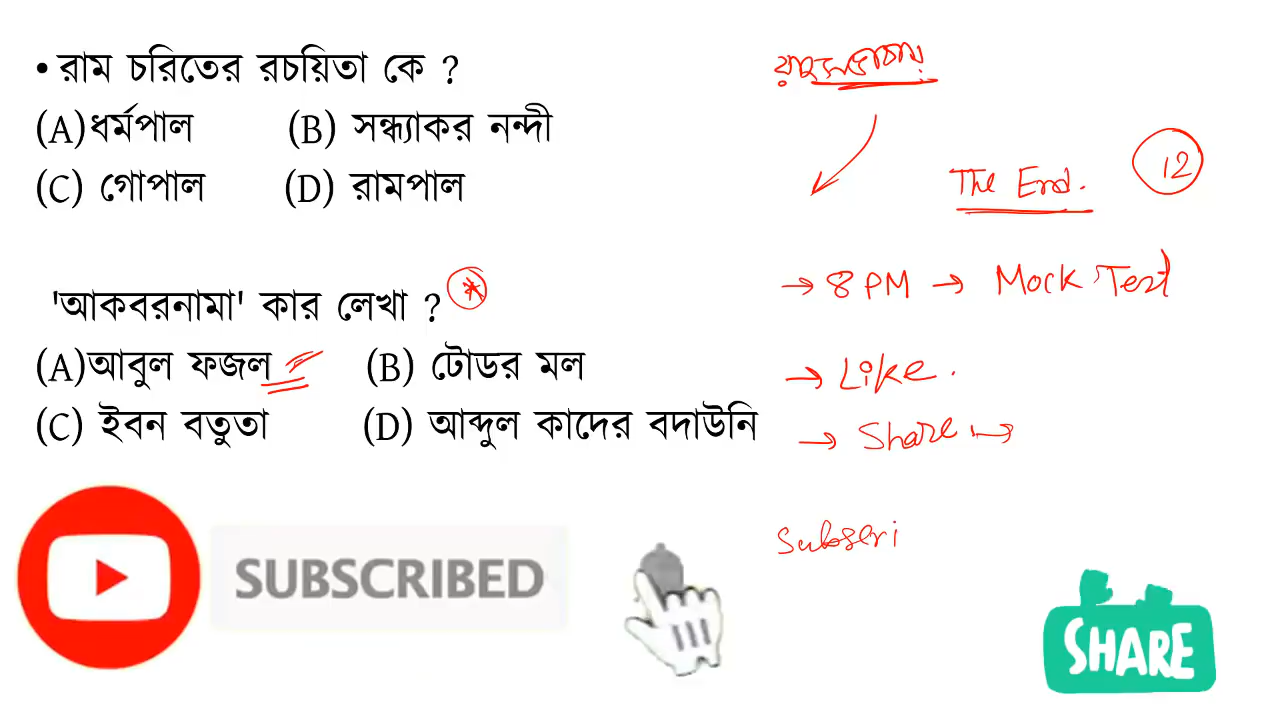 • রাম চরিতের রচয়িতা কে ?
(A)ধর্মপাল (B) সন্ধ্যাকর নন্দী
(C) গোপাল (D) রামপাল
'আকবরনামা' কার লেখা ?
(A)আবুল ফজল (B) টোডর মল
(C) ইবন বতুতা (D) আব্দুল কাদের বদাউনি
The End.
12
→ 8 PM → Mock Test
→ Like.
→ Share →
Subscri
SUBSCRIBED
SHARE